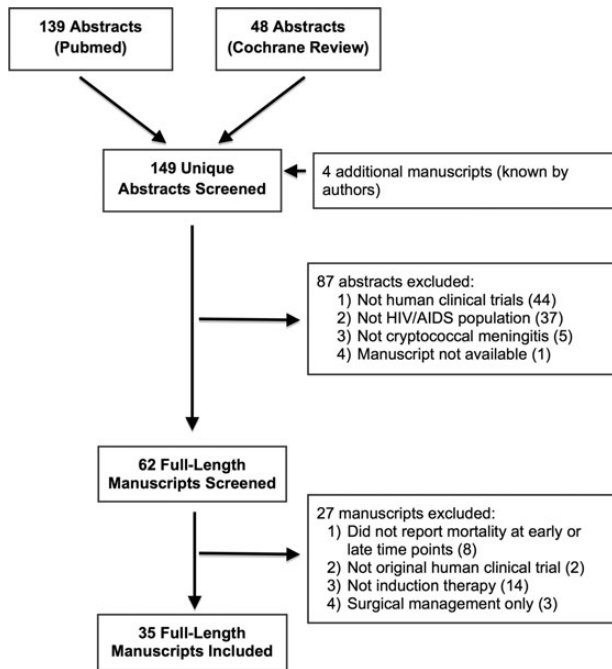 139 Abstracts
(Pubmed)
48 Abstracts
(Cochrane Review)
149 Unique
Abstracts Screened
4 additional manuscripts (known by
authors)
87 abstracts excluded:
1) Not human clinical trials (44)
2) Not HIV/AIDS population (37)
3) Not cryptococcal meningitis (5)
4) Manuscript not available (1)
62 Full-Length
Manuscripts Screened
27 manuscripts excluded:
1) Did not report mortality at early or
late time points (8)
2) Not original human clinical trial (2)
3) Not induction therapy (14)
4) Surgical management only (3)
35 Full-Length
Manuscripts Included